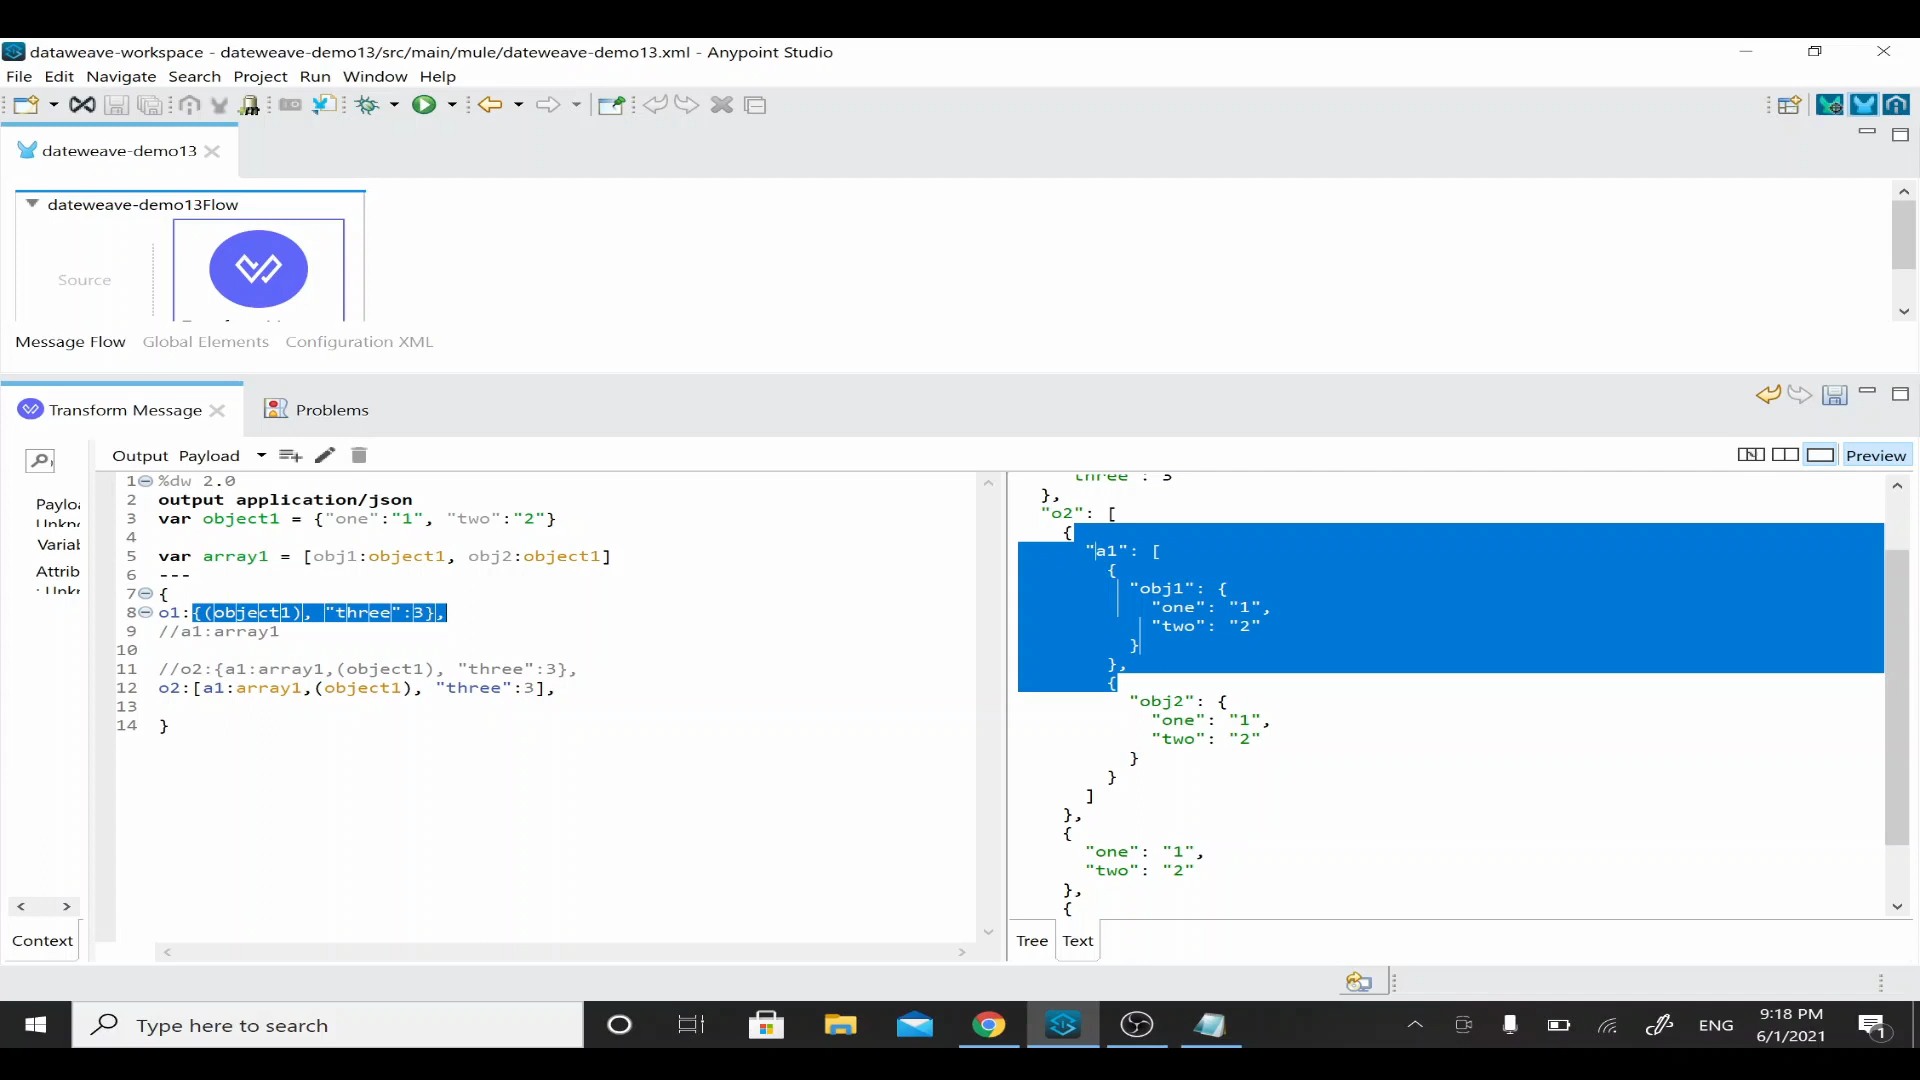 dataweave-workspace - dateweave-demo13/src/main/mule/dateweave-demo13.xml - Anypoint Studio
File Edit Navigate Search Project Run Window Help
dateweave-demo13
dateweave-demo13Flow
Source
Message Flow Global Elements Configuration XML
Transform Message Problems
Output Payload Preview
Payloa
Unkno
Variab
Attrib
: Unkn
1 %dw 2.0
2 output application/json
3 var object1 = {"one":"1", "two":"2"}
4
5 var array1 = [obj1:object1, obj2:object1]
6 ---
7 {
8 o1:{(object1), "three":3},
9 //a1:array1
10
11 //o2:{a1:array1,(object1), "three":3},
12 o2:[a1:array1,(object1), "three":3],
13
14 }
three : 3
},
"o2": [
{
"a1": [
{
"obj1": {
"one": "1",
"two": "2"
}
},
{
"obj2": {
"one": "1",
"two": "2"
}
}
]
},
{
"one": "1",
"two": "2"
},
{
Context
Tree Text
Type here to search
ENG
9:18 PM
6/1/2021
1